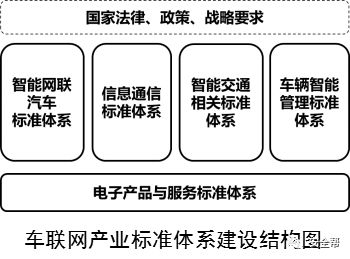 国家法律、政策、战略要求
智能网联
汽车
标准体系
信息通信
标准体系
智能交通
相关标准
体系
车辆智能
管理标准
体系
电子产品与服务标准体系
车联网产业标准体系建设结构图